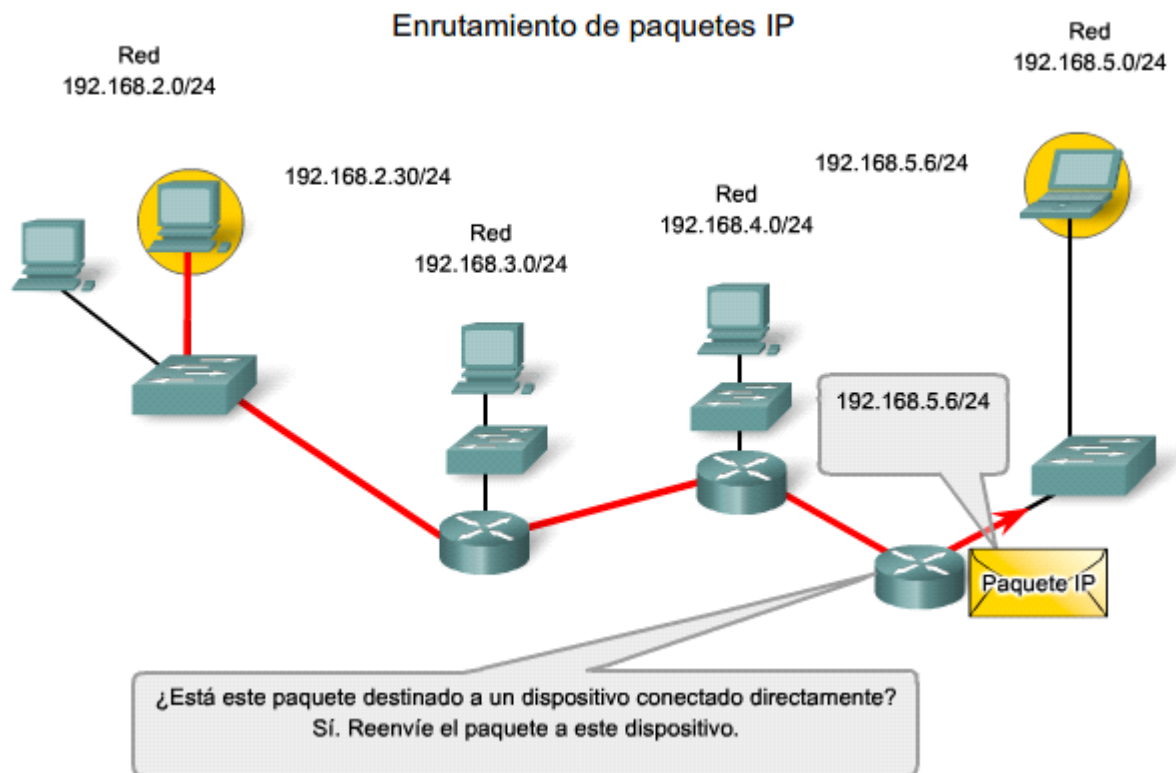 Enrutamiento de paquetes IP
Red
192.168.2.0/24
Red
192.168.5.0/24
192.168.2.30/24
192.168.5.6/24
Red
192.168.3.0/24
Red
192.168.4.0/24
192.168.5.6/24
Paquete IP
¿Está este paquete destinado a un dispositivo conectado directamente?
Sí. Reenvíe el paquete a este dispositivo.